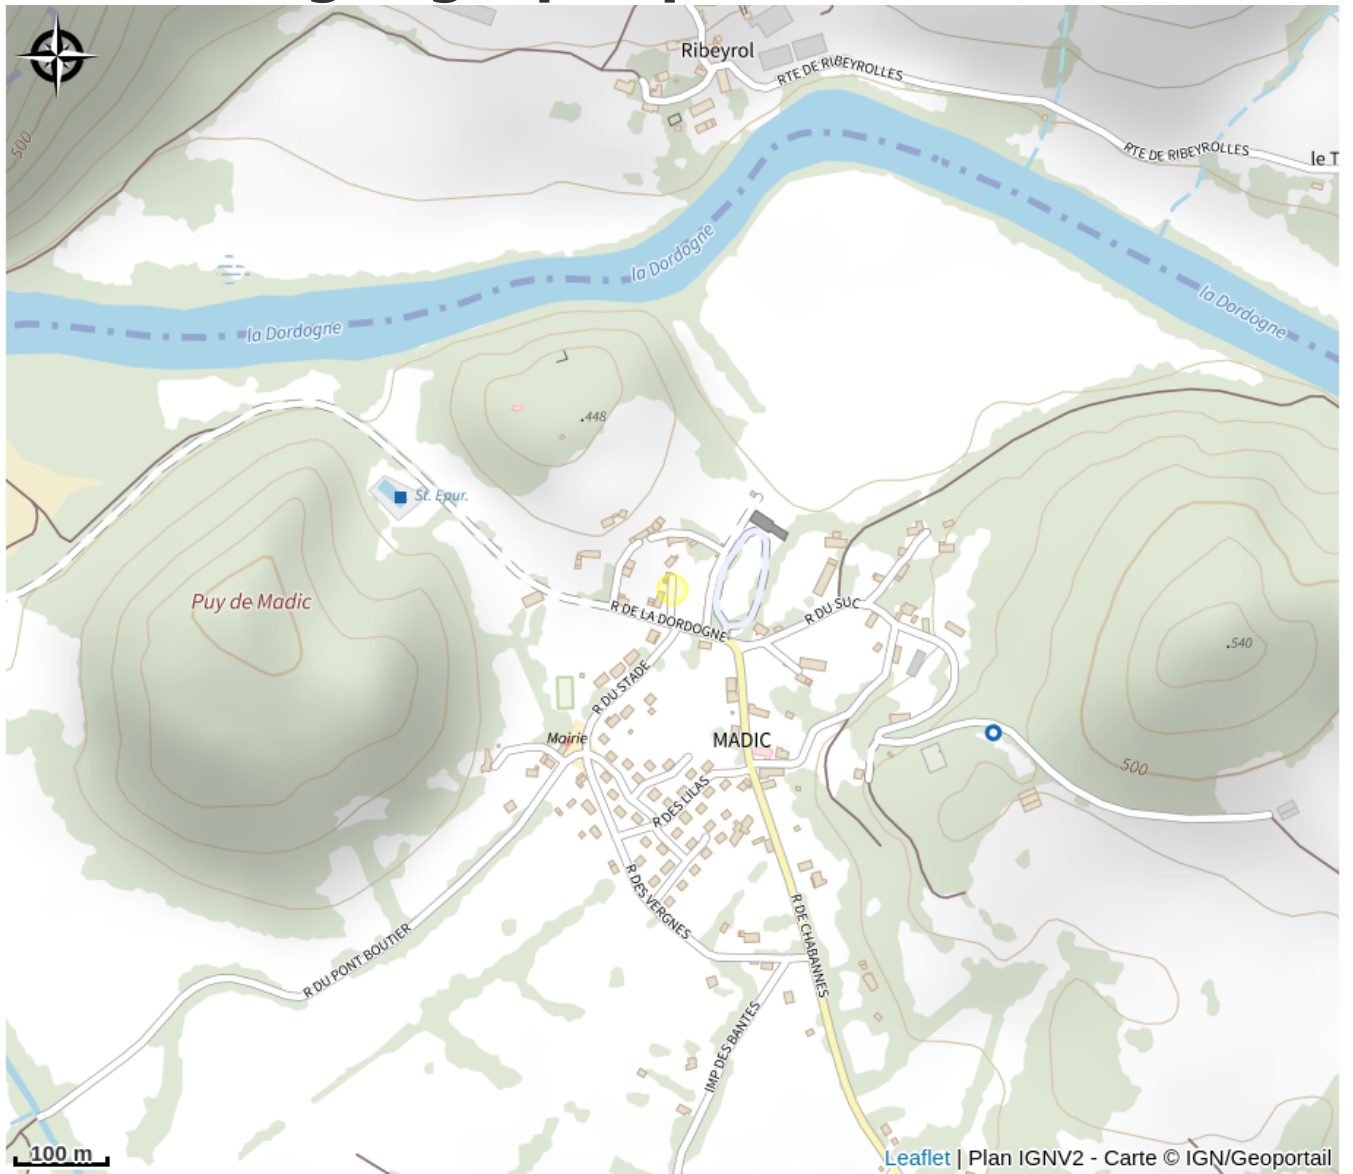 Ribeyrol
RTE DE RIBEYROLLES
RTE DE RIBEYROLLES
le T
500
la Dordogne
la Dordogne
la Dordogne
.448
St. Epur.
Puy de Madic
R DE LA DORDOGNE
R DU SUC
.540
R DU STADE
Mairie
MADIC
500
R DES LILAS
R DES VERGNES
R DE CHABANNES
R DU PONT BOUTIER
IMP DES BANTES
100 m
Leaflet | Plan IGNV2 - Carte © IGN/Geoportail